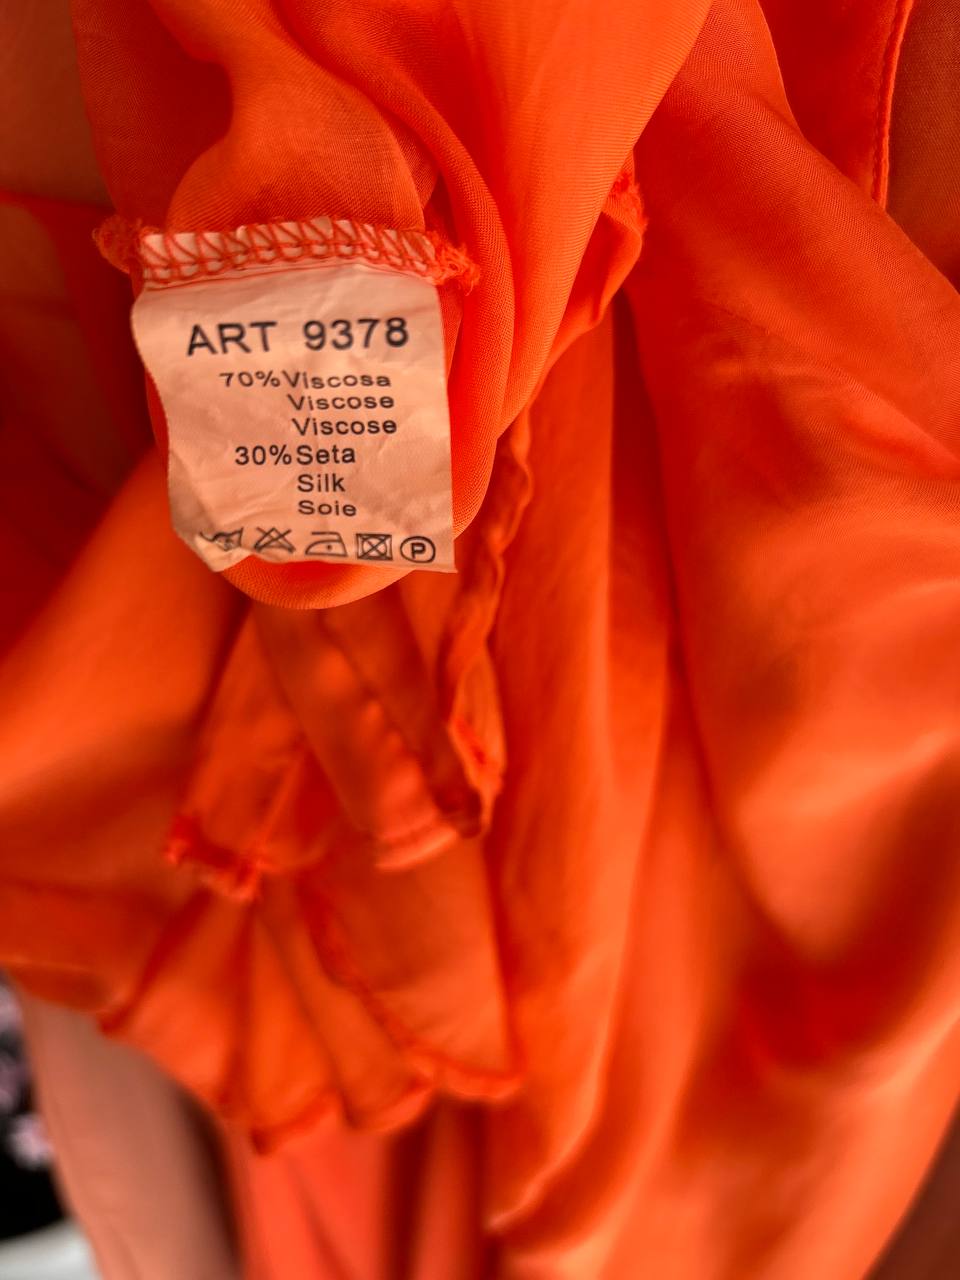 ART 9378
70%Viscosa
Viscose
Viscose
30%Seta
Silk
Soie
P